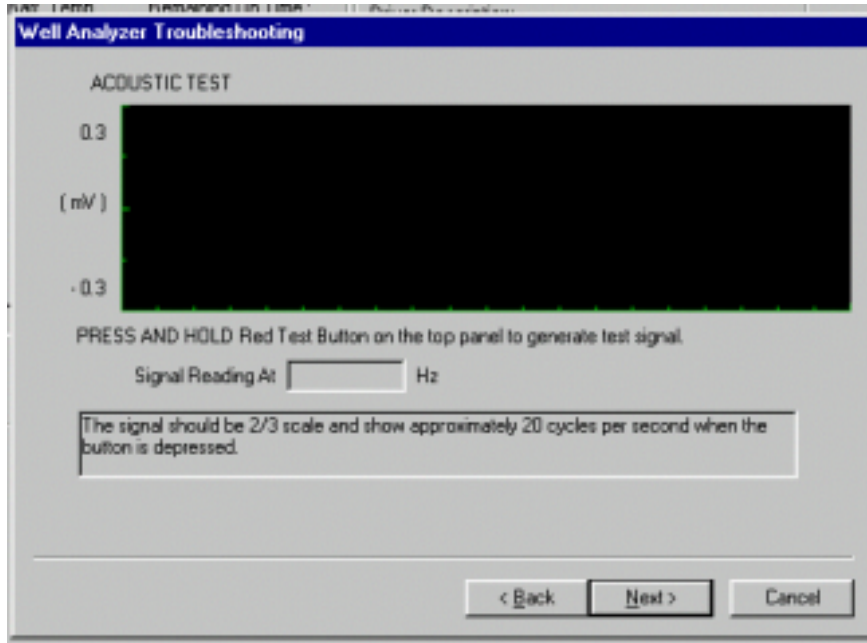 Well Analyzer Troubleshooting
ACOUSTIC TEST
0.3
( mV )
- 0.3
PRESS AND HOLD Red Test Button on the top panel to generate test signal.
Signal Reading At Hz
The signal should be 2/3 scale and show approximately 20 cycles per second when the
button is depressed.
< Back Next > Cancel